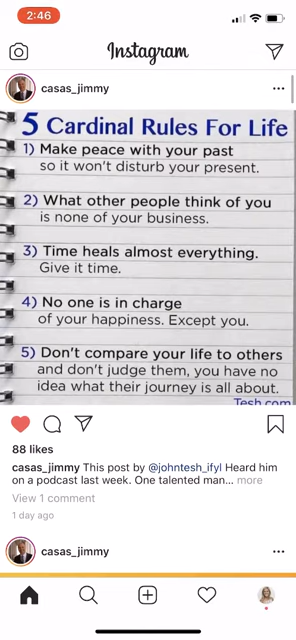 2:46
Instagram
casas_jimmy
5 Cardinal Rules For Life
1) Make peace with your past
so it won't disturb your present.
2) What other people think of you
is none of your business.
3) Time heals almost everything.
Give it time.
4) No one is in charge
of your happiness. Except you.
5) Don't compare your life to others
and don't judge them, you have no
idea what their journey is all about.
Tesh.com
88 likes
casas_jimmy This post by @johntesh_ifyl Heard him
on a podcast last week. One talented man... more
View 1 comment
1 day ago
casas_jimmy